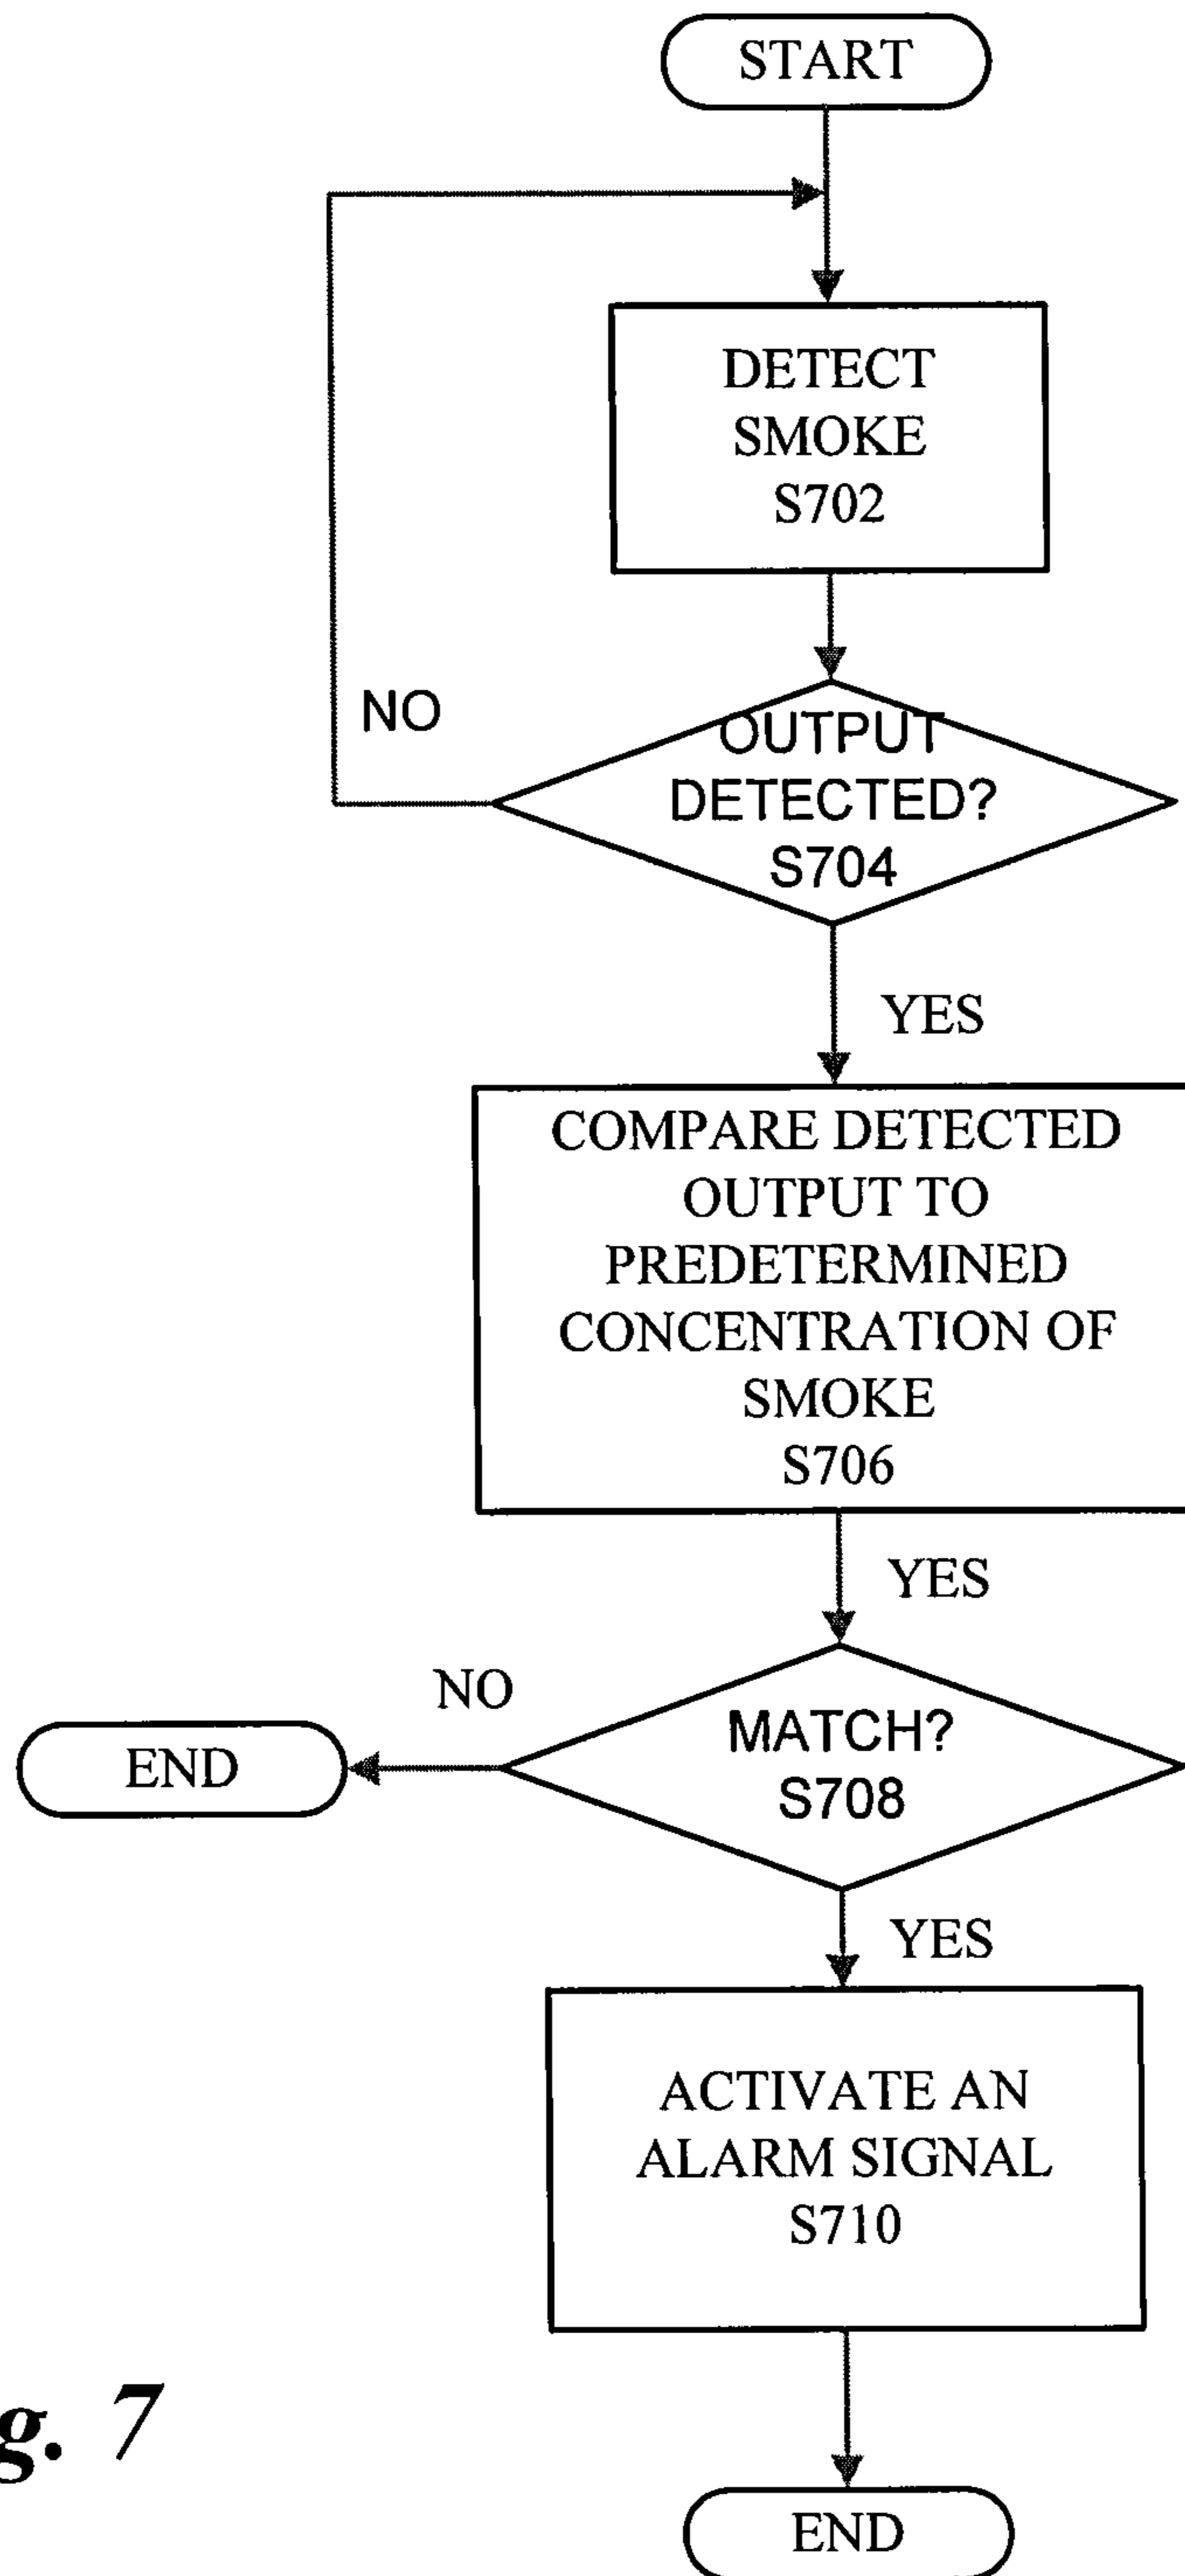 START
DETECT
SMOKE
S702
NO
OUTPUT
DETECTED?
S704
YES
COMPARE DETECTED
OUTPUT TO
PREDETERMINED
CONCENTRATION OF
SMOKE
S706
YES
NO
MATCH?
S708
END
YES
ACTIVATE AN
ALARM SIGNAL
S710
g. 7
END